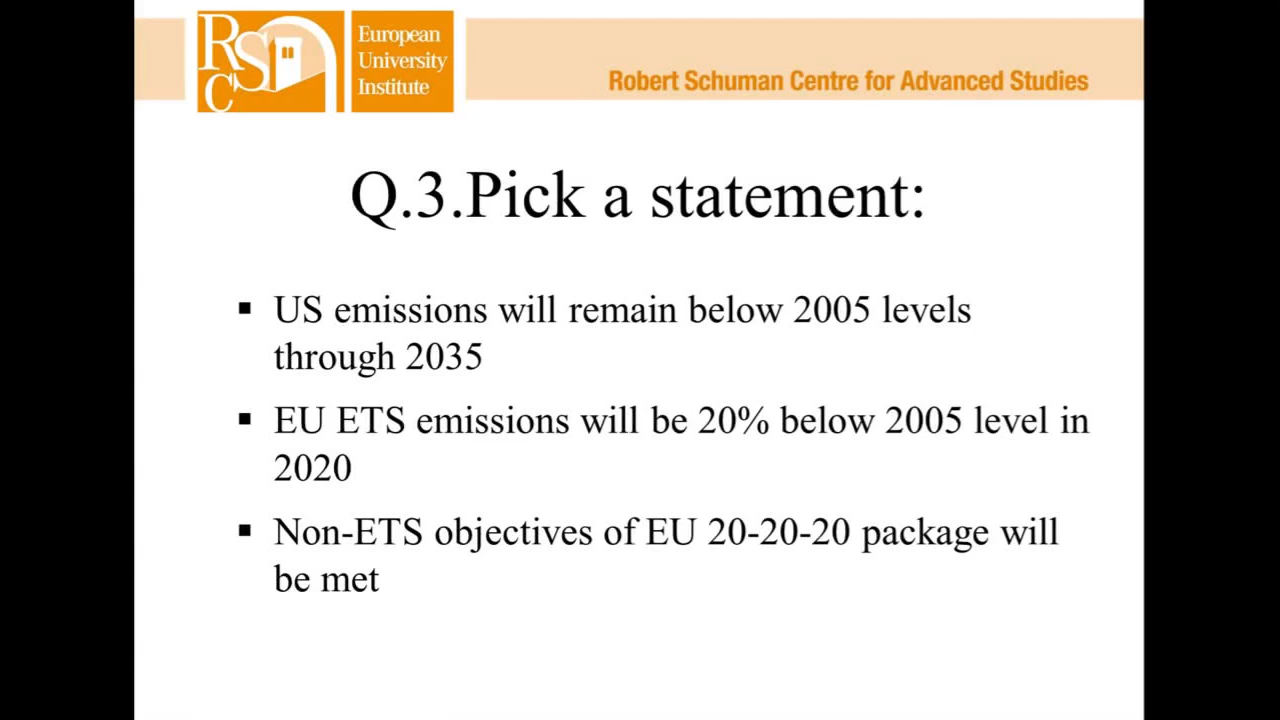 RSC
European
University
Institute
Robert Schuman Centre for Advanced Studies
Q.3.Pick a statement:
▪ US emissions will remain below 2005 levels
through 2035
▪ EU ETS emissions will be 20% below 2005 level in
2020
▪ Non-ETS objectives of EU 20-20-20 package will
be met